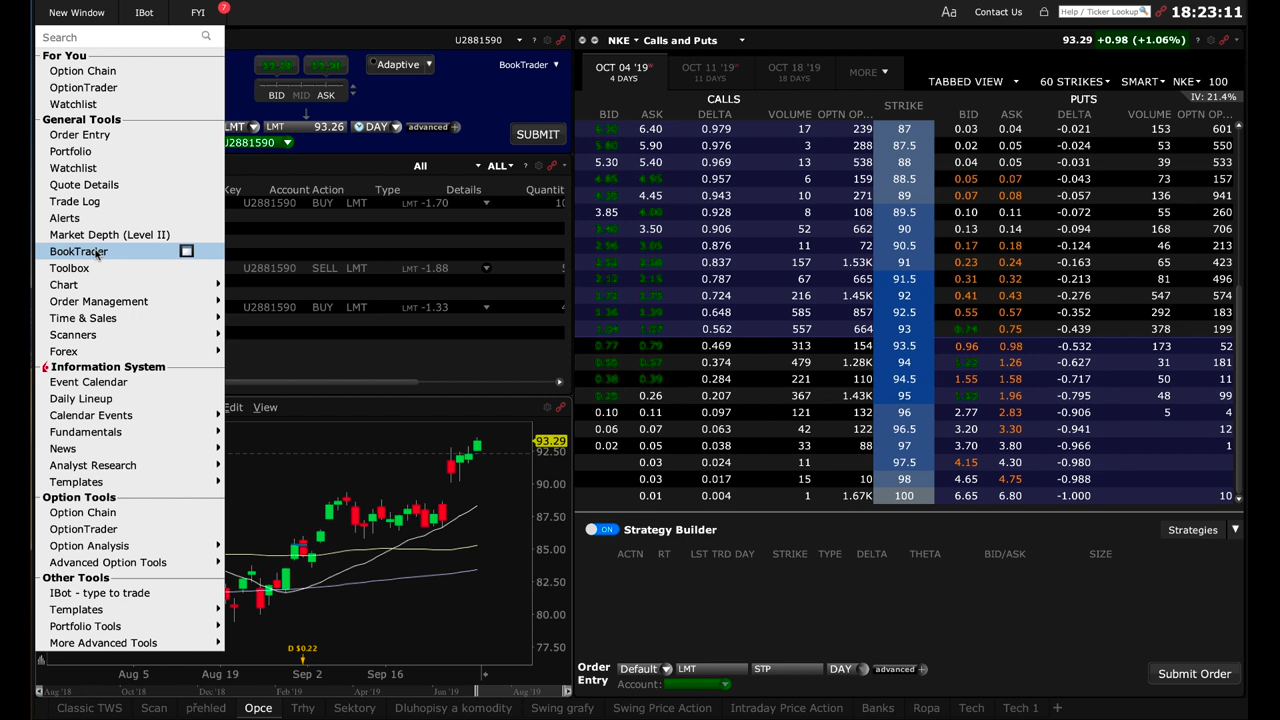 New Window IBot FYI 7 Aa Contact Us Help / Ticker Lookup 18:23:11
Search
For You
Option Chain
OptionTrader
Watchlist
General Tools
Order Entry
Portfolio
Watchlist
Quote Details
Trade Log
Alerts
Market Depth (Level II)
BookTrader
Toolbox
Chart
Order Management
Time & Sales
Scanners
Forex
Information System
Event Calendar
Daily Lineup
Calendar Events
Fundamentals
News
Analyst Research
Templates
Option Tools
Option Chain
OptionTrader
Option Analysis
Advanced Option Tools
Other Tools
IBot - type to trade
Templates
Portfolio Tools
More Advanced Tools
U2881590
Adaptive BookTrader
BID MID ASK
LMT LMT 93.26 DAY advanced SUBMIT
U2881590
All ALL
Key Account Action Type Details Quantit
U2881590 BUY LMT LMT -1.70 10
U2881590 SELL LMT LMT -1.88
U2881590 BUY LMT LMT -1.33
Edit View
93.29
92.50
90.00
87.50
85.00
82.50
80.00
77.50
D $0.22
Aug 5 Aug 19 Sep 2 Sep 16
Aug '18 Oct '18 Dec '18 Feb '19 Apr '19 Jun '19 Aug '19
NKE Calls and Puts 93.29 +0.98 (+1.06%)
OCT 04 '19 OCT 11 '19 OCT 18 '19 MORE
4 DAYS 11 DAYS 18 DAYS
TABBED VIEW 60 STRIKES SMART NKE 100
CALLS PUTS IV: 21.4%
BID ASK DELTA VOLUME OPTN OP... STRIKE BID ASK DELTA VOLUME OPTN OP...
6.40 0.979 17 239 87 0.03 0.04 -0.021 153 601
5.90 0.976 3 288 87.5 0.02 0.05 -0.024 53 550
5.30 5.40 0.969 13 538 88 0.04 0.05 -0.031 39 533
0.957 6 159 88.5 0.05 0.07 -0.043 73 157
4.45 0.943 10 271 89 0.07 0.08 -0.058 136 941
3.85 0.928 8 108 89.5 0.10 0.11 -0.072 55 260
3.50 0.906 52 662 90 0.13 0.14 -0.094 168 706
0.876 11 72 90.5 0.17 0.18 -0.124 46 213
0.837 157 1.53K 91 0.23 0.24 -0.163 65 423
0.787 67 645 91.5 0.31 0.32 -0.213 81 496
0.724 216 1.45K 92 0.41 0.43 -0.276 547 574
0.648 585 857 92.5 0.55 0.57 -0.352 292 183
0.562 557 664 93 0.75 -0.439 378 199
0.77 0.79 0.469 313 154 93.5 0.96 0.98 -0.532 173 52
0.374 479 1.28K 94 1.26 -0.627 31 181
0.39 0.284 221 110 94.5 1.55 1.58 -0.717 50 11
0.26 0.207 367 1.43K 95 1.96 -0.795 48 99
0.10 0.11 0.097 121 132 96 2.77 2.83 -0.906 5 4
0.06 0.07 0.063 42 122 96.5 3.20 3.30 -0.941 12
0.02 0.05 0.038 33 88 97 3.70 3.80 -0.966 1
0.03 0.024 11 97.5 4.15 4.30 -0.980
0.03 0.017 15 10 98 4.65 4.75 -0.988
0.01 0.004 1 1.67K 100 6.65 6.80 -1.000 10
ON Strategy Builder Strategies
ACTN RT LST TRD DAY STRIKE TYPE DELTA THETA BID/ASK SIZE
Order Entry Default LMT STP DAY advanced
Account: Submit Order
Classic TWS Scan přehled Opce Trhy Sektory Dluhopisy a komodity Swing grafy Swing Price Action Intraday Price Action Banks Ropa Tech Tech 1 +